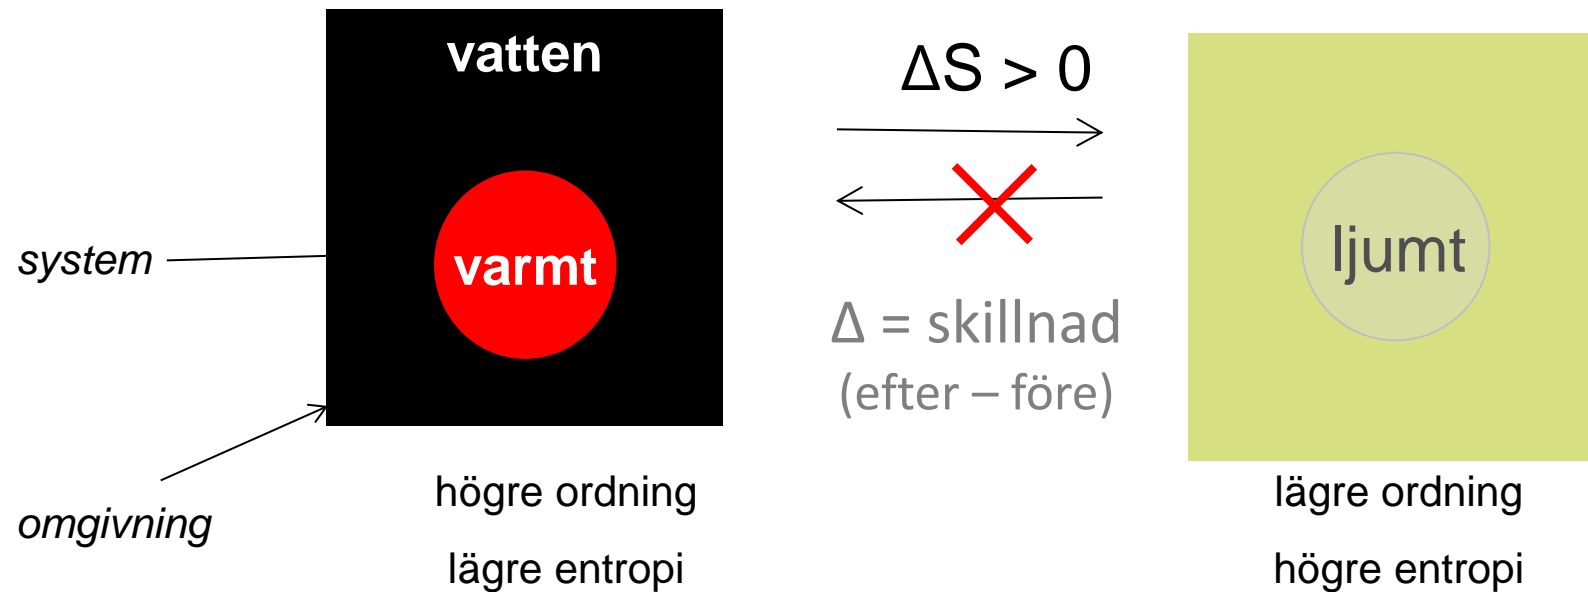 vatten
varmt
system
omgivning
högre ordning
lägre entropi
ΔS > 0
Δ = skillnad
(efter – före)
ljumt
lägre ordning
högre entropi